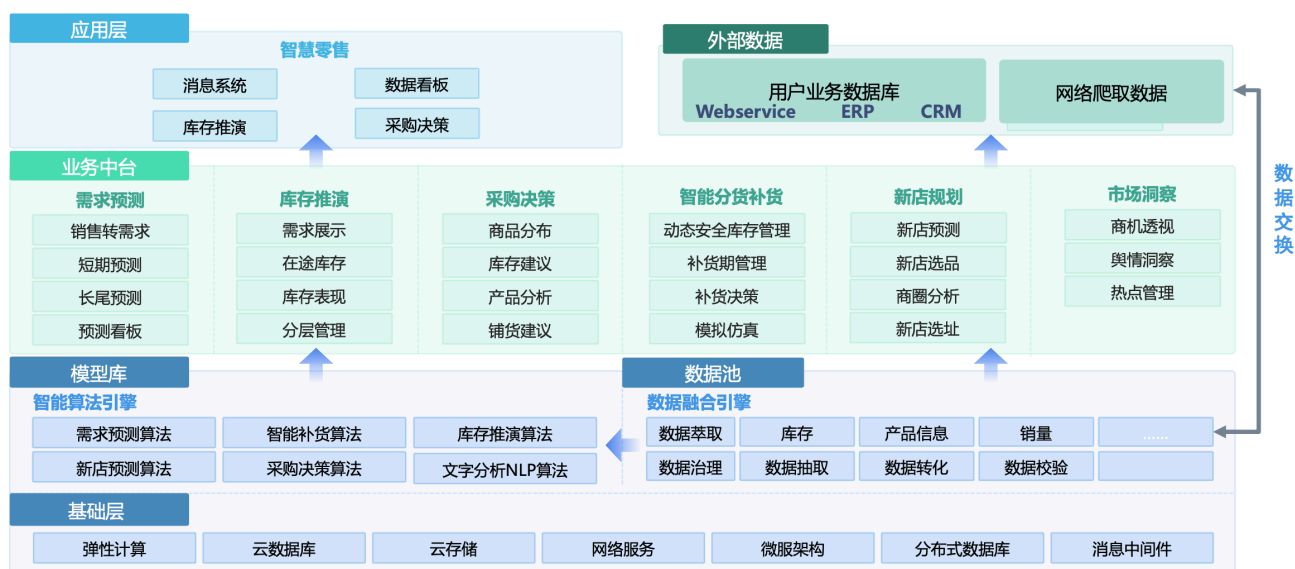 应用层
智慧零售
消息系统
数据看板
库存推演
采购决策
外部数据
用户业务数据库
Webservice ERP CRM
网络爬取数据
数据交换
业务中台
需求预测
销售转需求
短期预测
长尾预测
预测看板
库存推演
需求展示
在途库存
库存表现
分层管理
采购决策
商品分布
库存建议
产品分析
铺货建议
智能分货补货
动态安全库存管理
补货期管理
补货决策
模拟仿真
新店规划
新店预测
新店选品
商圈分析
新店选址
市场洞察
商机透视
舆情洞察
热点管理
模型库
智能算法引擎
需求预测算法
智能补货算法
库存推演算法
新店预测算法
采购决策算法
文字分析NLP算法
数据池
数据融合引擎
数据萃取
库存
产品信息
销量
......
数据治理
数据抽取
数据转化
数据校验
基础层
弹性计算
云数据库
云存储
网络服务
微服架构
分布式数据库
消息中间件